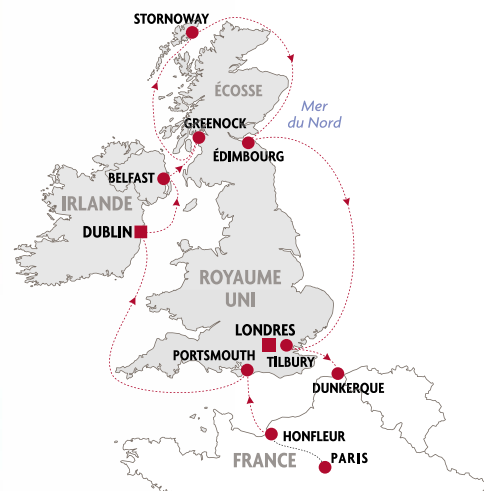 STORNOWAY
ÉCOSSE
Mer
du Nord
GREENOCK
ÉDIMBOURG
BELFAST
IRLANDE
DUBLIN
ROYAUME
UNI
LONDRES
PORTSMOUTH
TILBURY
DUNKERQUE
HONFLEUR
FRANCE
PARIS